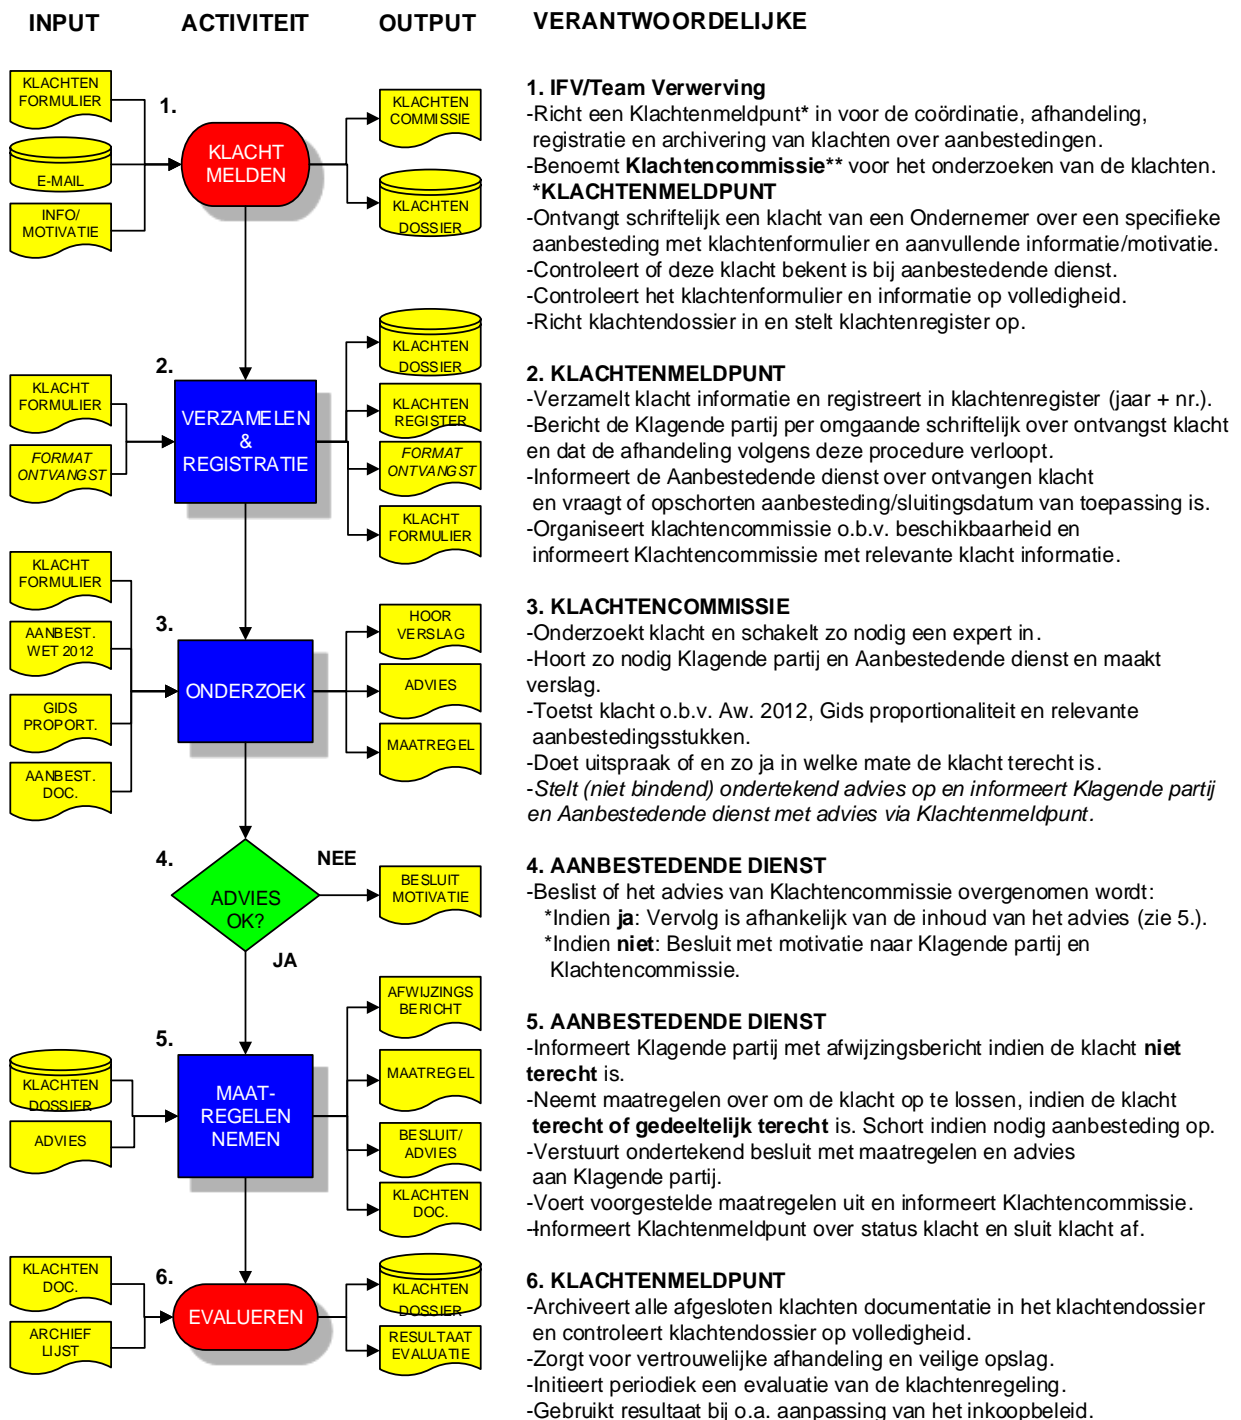 INPUT ACTIVITEIT OUTPUT VERANTWOORDELIJKE
KLACHTEN
FORMULIER
E-MAIL
INFO/
MOTIVATIE
1.
KLACHT
MELDEN
KLACHTEN
COMMISSIE
KLACHTEN
DOSSIER
1. IFV/Team Verwerving
-Richt een Klachtenmeldpunt* in voor de coördinatie, afhandeling,
registratie en archivering van klachten over aanbestedingen.
-Benoemt Klachtencommissie** voor het onderzoeken van de klachten.
*KLACHTENMELDPUNT
-Ontvangt schriftelijk een klacht van een Ondernemer over een specifieke
aanbesteding met klachtenformulier en aanvullende informatie/motivatie.
-Controleert of deze klacht bekent is bij aanbestedende dienst.
-Controleert het klachtenformulier en informatie op volledigheid.
-Richt klachtendossier in en stelt klachtenregister op.
KLACHT
FORMULIER
FORMAT
ONTVANGST
2.
VERZAMELEN
&
REGISTRATIE
KLACHTEN
DOSSIER
KLACHTEN
REGISTER
FORMAT
ONTVANGST
KLACHT
FORMULIER
2. KLACHTENMELDPUNT
-Verzamelt klacht informatie en registreert in klachtenregister (jaar + nr.).
-Bericht de Klagende partij per omgaande schriftelijk over ontvangst klacht
en dat de afhandeling volgens deze procedure verloopt.
-Informeert de Aanbestedende dienst over ontvangen klacht
en vraagt of opschorten aanbesteding/sluitingsdatum van toepassing is.
-Organiseert klachtencommissie o.b.v. beschikbaarheid en
informeert Klachtencommissie met relevante klacht informatie.
KLACHT
FORMULIER
AANBEST.
WET 2012
GIDS
PROPORT.
AANBEST.
DOC.
3.
ONDERZOEK
HOOR
VERSLAG
ADVIES
MAATREGEL
3. KLACHTENCOMMISSIE
-Onderzoekt klacht en schakelt zo nodig een expert in.
-Hoort zo nodig Klagende partij en Aanbestedende dienst en maakt
verslag.
-Toetst klacht o.b.v. Aw. 2012, Gids proportionaliteit en relevante
aanbestedingsstukken.
-Doet uitspraak of en zo ja in welke mate de klacht terecht is.
-Stelt (niet bindend) ondertekend advies op en informeert Klagende partij
en Aanbestedende dienst met advies via Klachtenmeldpunt.
4.
ADVIES
OK?
NEE
JA
BESLUIT
MOTIVATIE
4. AANBESTEDENDE DIENST
-Beslist of het advies van Klachtencommissie overgenomen wordt:
*Indien ja: Vervolg is afhankelijk van de inhoud van het advies (zie 5.).
*Indien niet: Besluit met motivatie naar Klagende partij en
Klachtencommissie.
KLACHTEN
DOSSIER
ADVIES
5.
MAAT-
REGELEN
NEMEN
AFWIJZINGS
BERICHT
MAATREGEL
BESLUIT/
ADVIES
KLACHTEN
DOC.
5. AANBESTEDENDE DIENST
-Informeert Klagende partij met afwijzingsbericht indien de klacht niet
terecht is.
-Neemt maatregelen over om de klacht op te lossen, indien de klacht
terecht of gedeeltelijk terecht is. Schort indien nodig aanbesteding op.
-Verstuurt ondertekend besluit met maatregelen en advies
aan Klagende partij.
-Voert voorgestelde maatregelen uit en informeert Klachtencommissie.
-Informeert Klachtenmeldpunt over status klacht en sluit klacht af.
KLACHTEN
DOC.
ARCHIEF
LIJST
6.
EVALUEREN
KLACHTEN
DOSSIER
RESULTAAT
EVALUATIE
6. KLACHTENMELDPUNT
-Archiveert alle afgesloten klachten documentatie in het klachtendossier
en controleert klachtendossier op volledigheid.
-Zorgt voor vertrouwelijke afhandeling en veilige opslag.
-Initieert periodiek een evaluatie van de klachtenregeling.
-Gebruikt resultaat bij o.a. aanpassing van het inkoopbeleid.